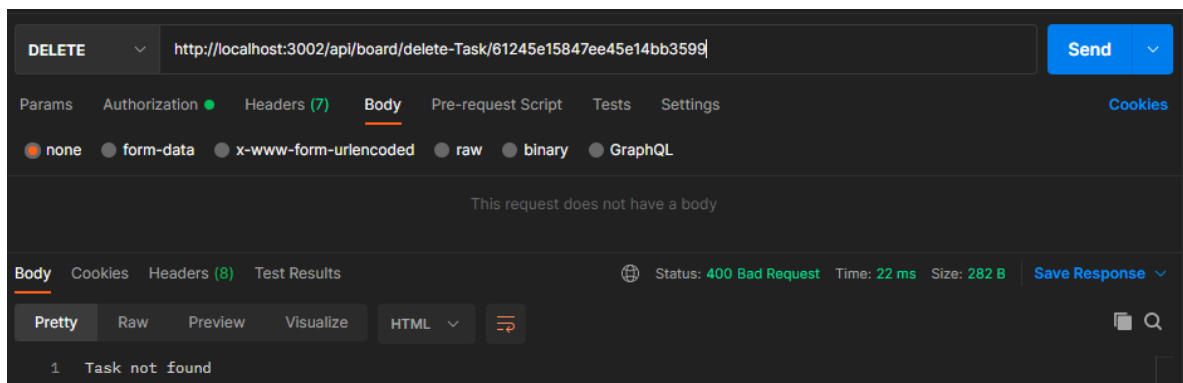 DELETE http://localhost:3002/api/board/delete-Task/61245e15847ee45e14bb3599 Send
Params Authorization Headers (7) Body Pre-request Script Tests Settings Cookies
none form-data x-www-form-urlencoded raw binary GraphQL
This request does not have a body
Body Cookies Headers (8) Test Results Status: 400 Bad Request Time: 22 ms Size: 282 B Save Response
Pretty Raw Preview Visualize HTML
1 Task not found